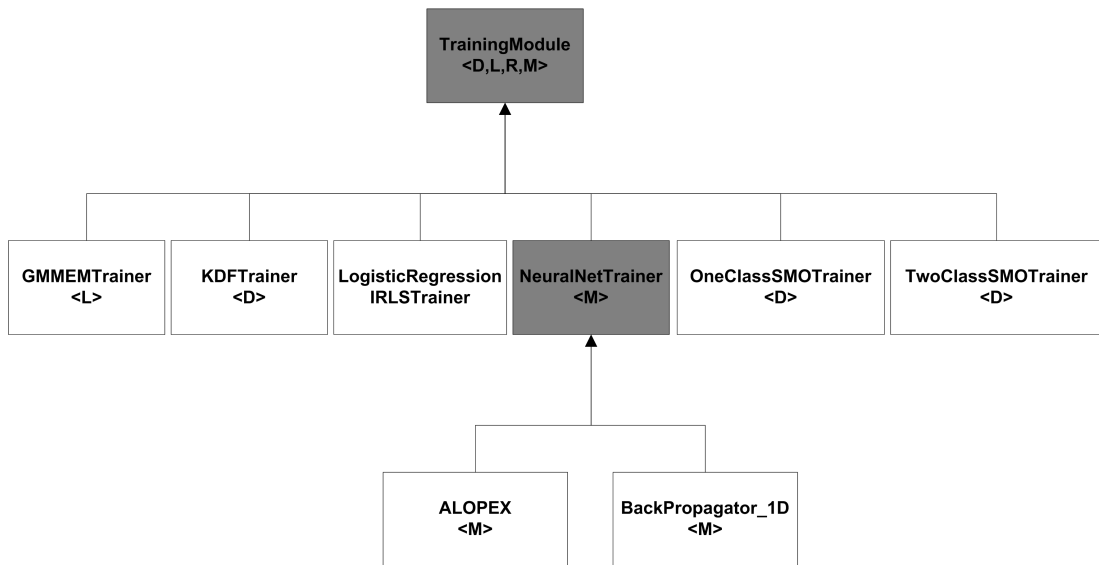 TrainingModule
<D,L,R,M>
GMMEMTrainer
<L>
KDFTrainer
<D>
LogisticRegression
IRLSTrainer
NeuralNetTrainer
<M>
OneClassSMOTrainer
<D>
TwoClassSMOTrainer
<D>
ALOPEX
<M>
BackPropagator_1D
<M>